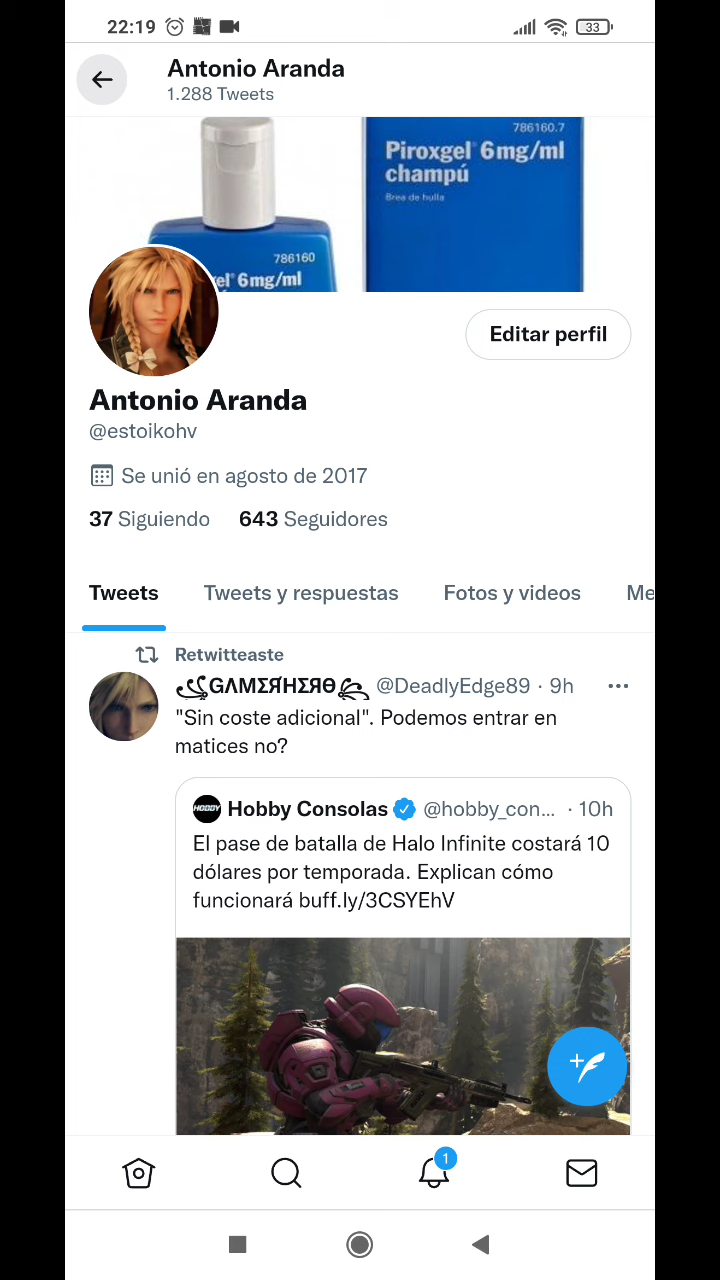 22:19
33
Antonio Aranda
1.288 Tweets
786160.7
Piroxgel® 6mg/ml
champú
Brea de hulla
786160
gel® 6mg/ml
Editar perfil
Antonio Aranda
@estoikohv
Se unió en agosto de 2017
37 Siguiendo 643 Seguidores
Tweets Tweets y respuestas Fotos y videos Me
Retwitteaste
GΛMΣЯHΣЯθ @DeadlyEdge89 · 9h
"Sin coste adicional". Podemos entrar en
matices no?
HOBBY Hobby Consolas @hobby_con... · 10h
El pase de batalla de Halo Infinite costará 10
dólares por temporada. Explican cómo
funcionará buff.ly/3CSYEhV
1